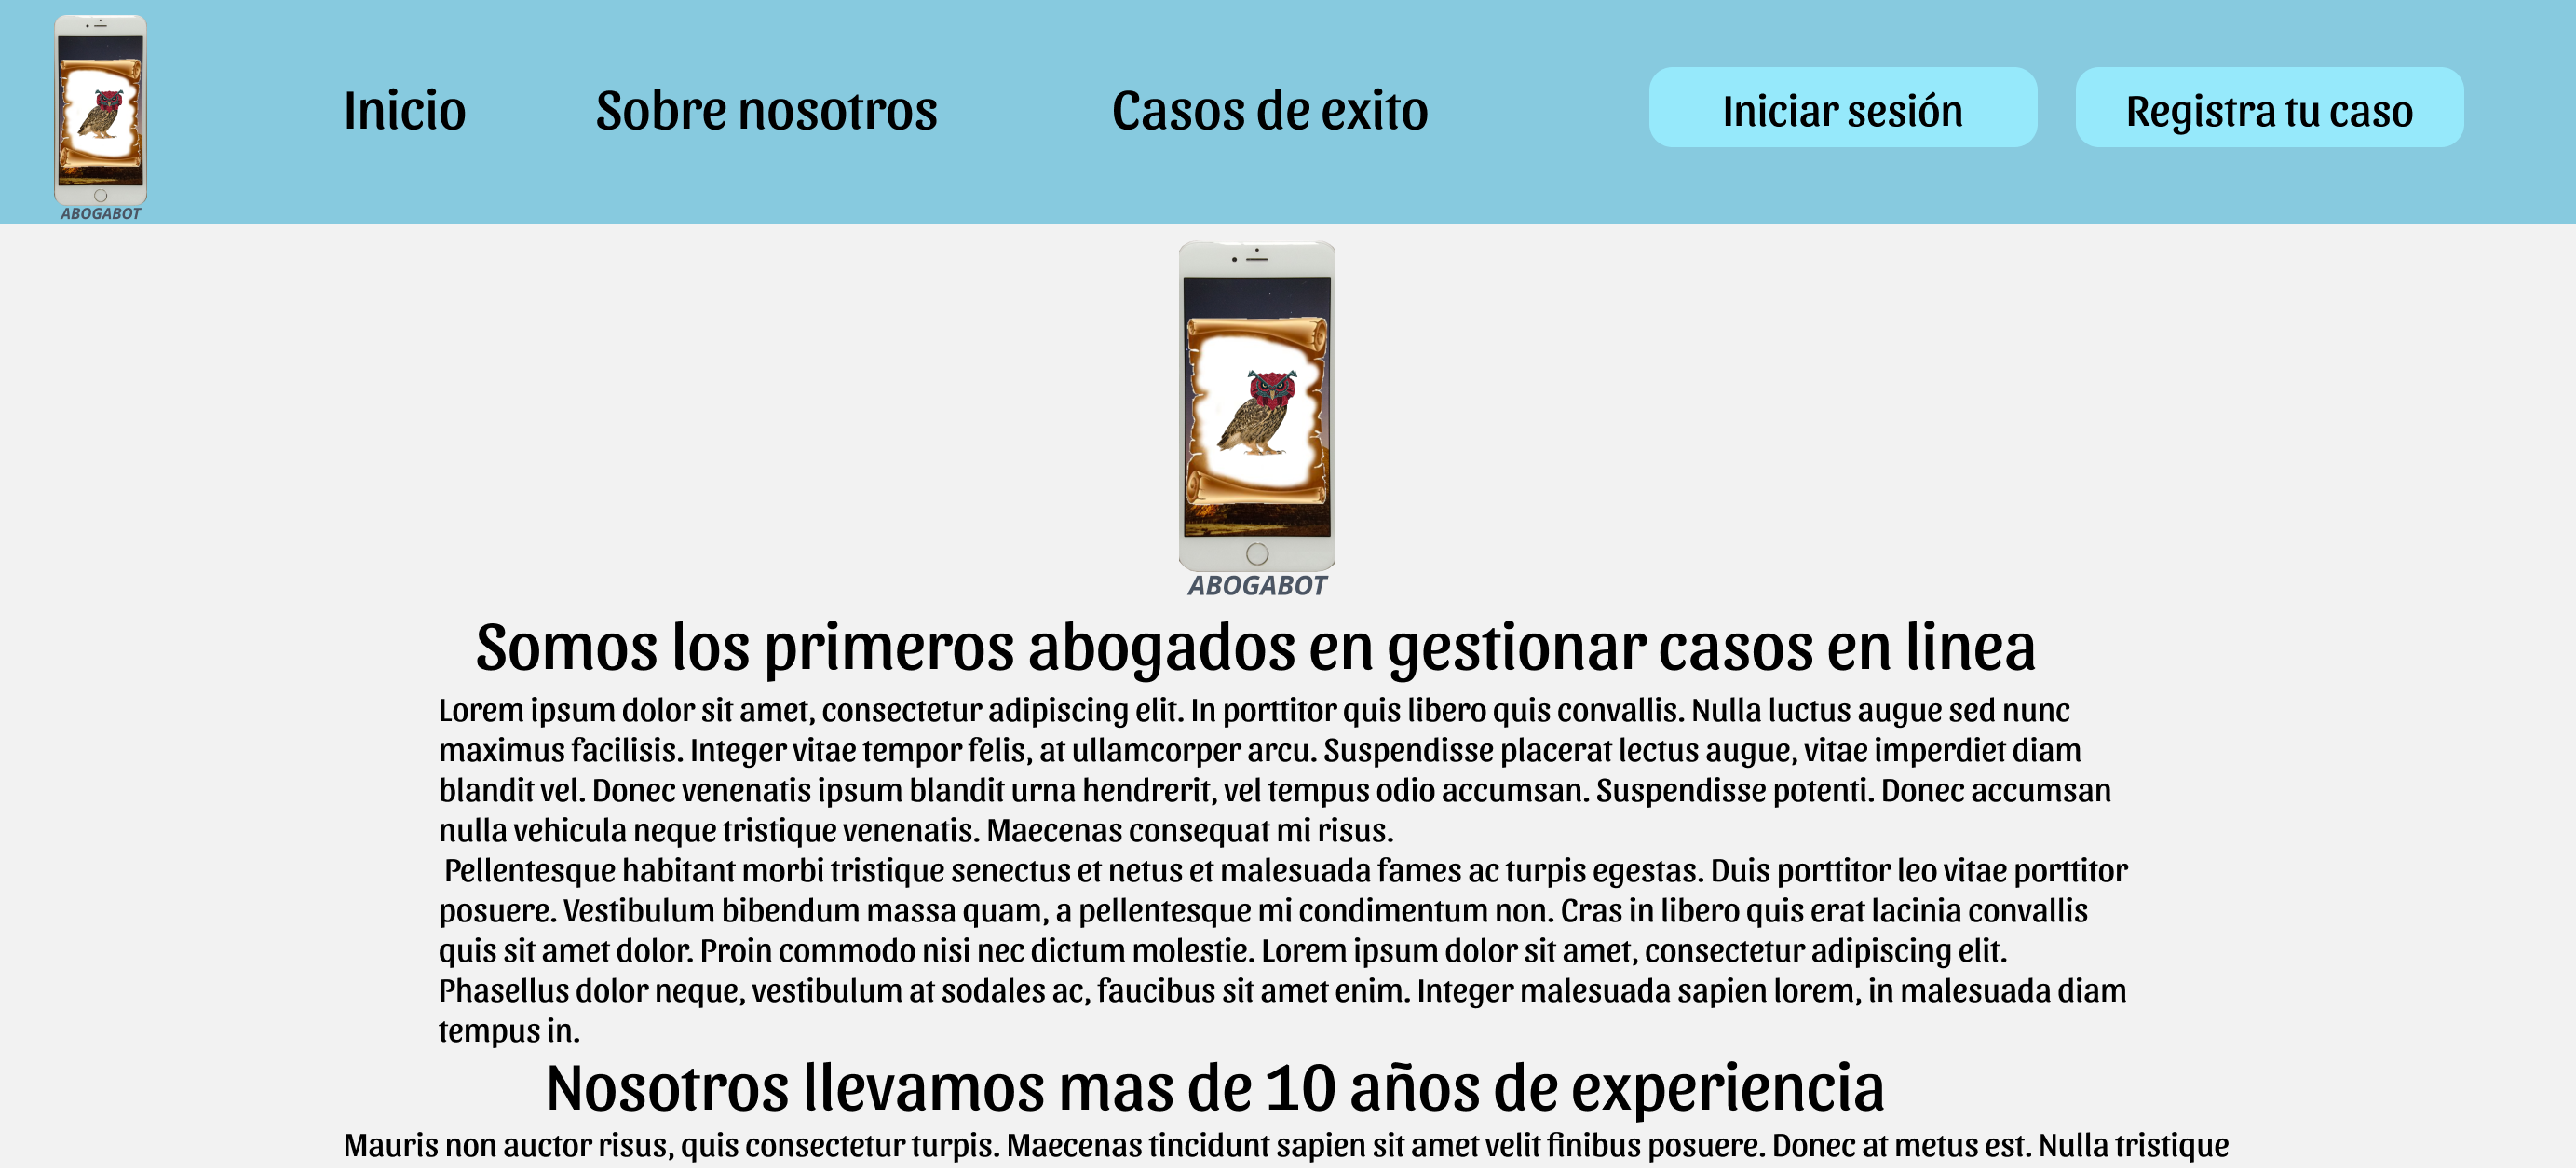 ABOGABOT
Inicio
Sobre nosotros
Casos de exito
Iniciar sesión
Registra tu caso
ABOGABOT
Somos los primeros abogados en gestionar casos en linea
Lorem ipsum dolor sit amet, consectetur adipiscing elit. In porttitor quis libero quis convallis. Nulla luctus augue sed nunc
maximus facilisis. Integer vitae tempor felis, at ullamcorper arcu. Suspendisse placerat lectus augue, vitae imperdiet diam
blandit vel. Donec venenatis ipsum blandit urna hendrerit, vel tempus odio accumsan. Suspendisse potenti. Donec accumsan
nulla vehicula neque tristique venenatis. Maecenas consequat mi risus.
Pellentesque habitant morbi tristique senectus et netus et malesuada fames ac turpis egestas. Duis porttitor leo vitae porttitor
posuere. Vestibulum bibendum massa quam, a pellentesque mi condimentum non. Cras in libero quis erat lacinia convallis
quis sit amet dolor. Proin commodo nisi nec dictum molestie. Lorem ipsum dolor sit amet, consectetur adipiscing elit.
Phasellus dolor neque, vestibulum at sodales ac, faucibus sit amet enim. Integer malesuada sapien lorem, in malesuada diam
tempus in.
Nosotros llevamos mas de 10 años de experiencia
Mauris non auctor risus, quis consectetur turpis. Maecenas tincidunt sapien sit amet velit finibus posuere. Donec at metus est. Nulla tristique